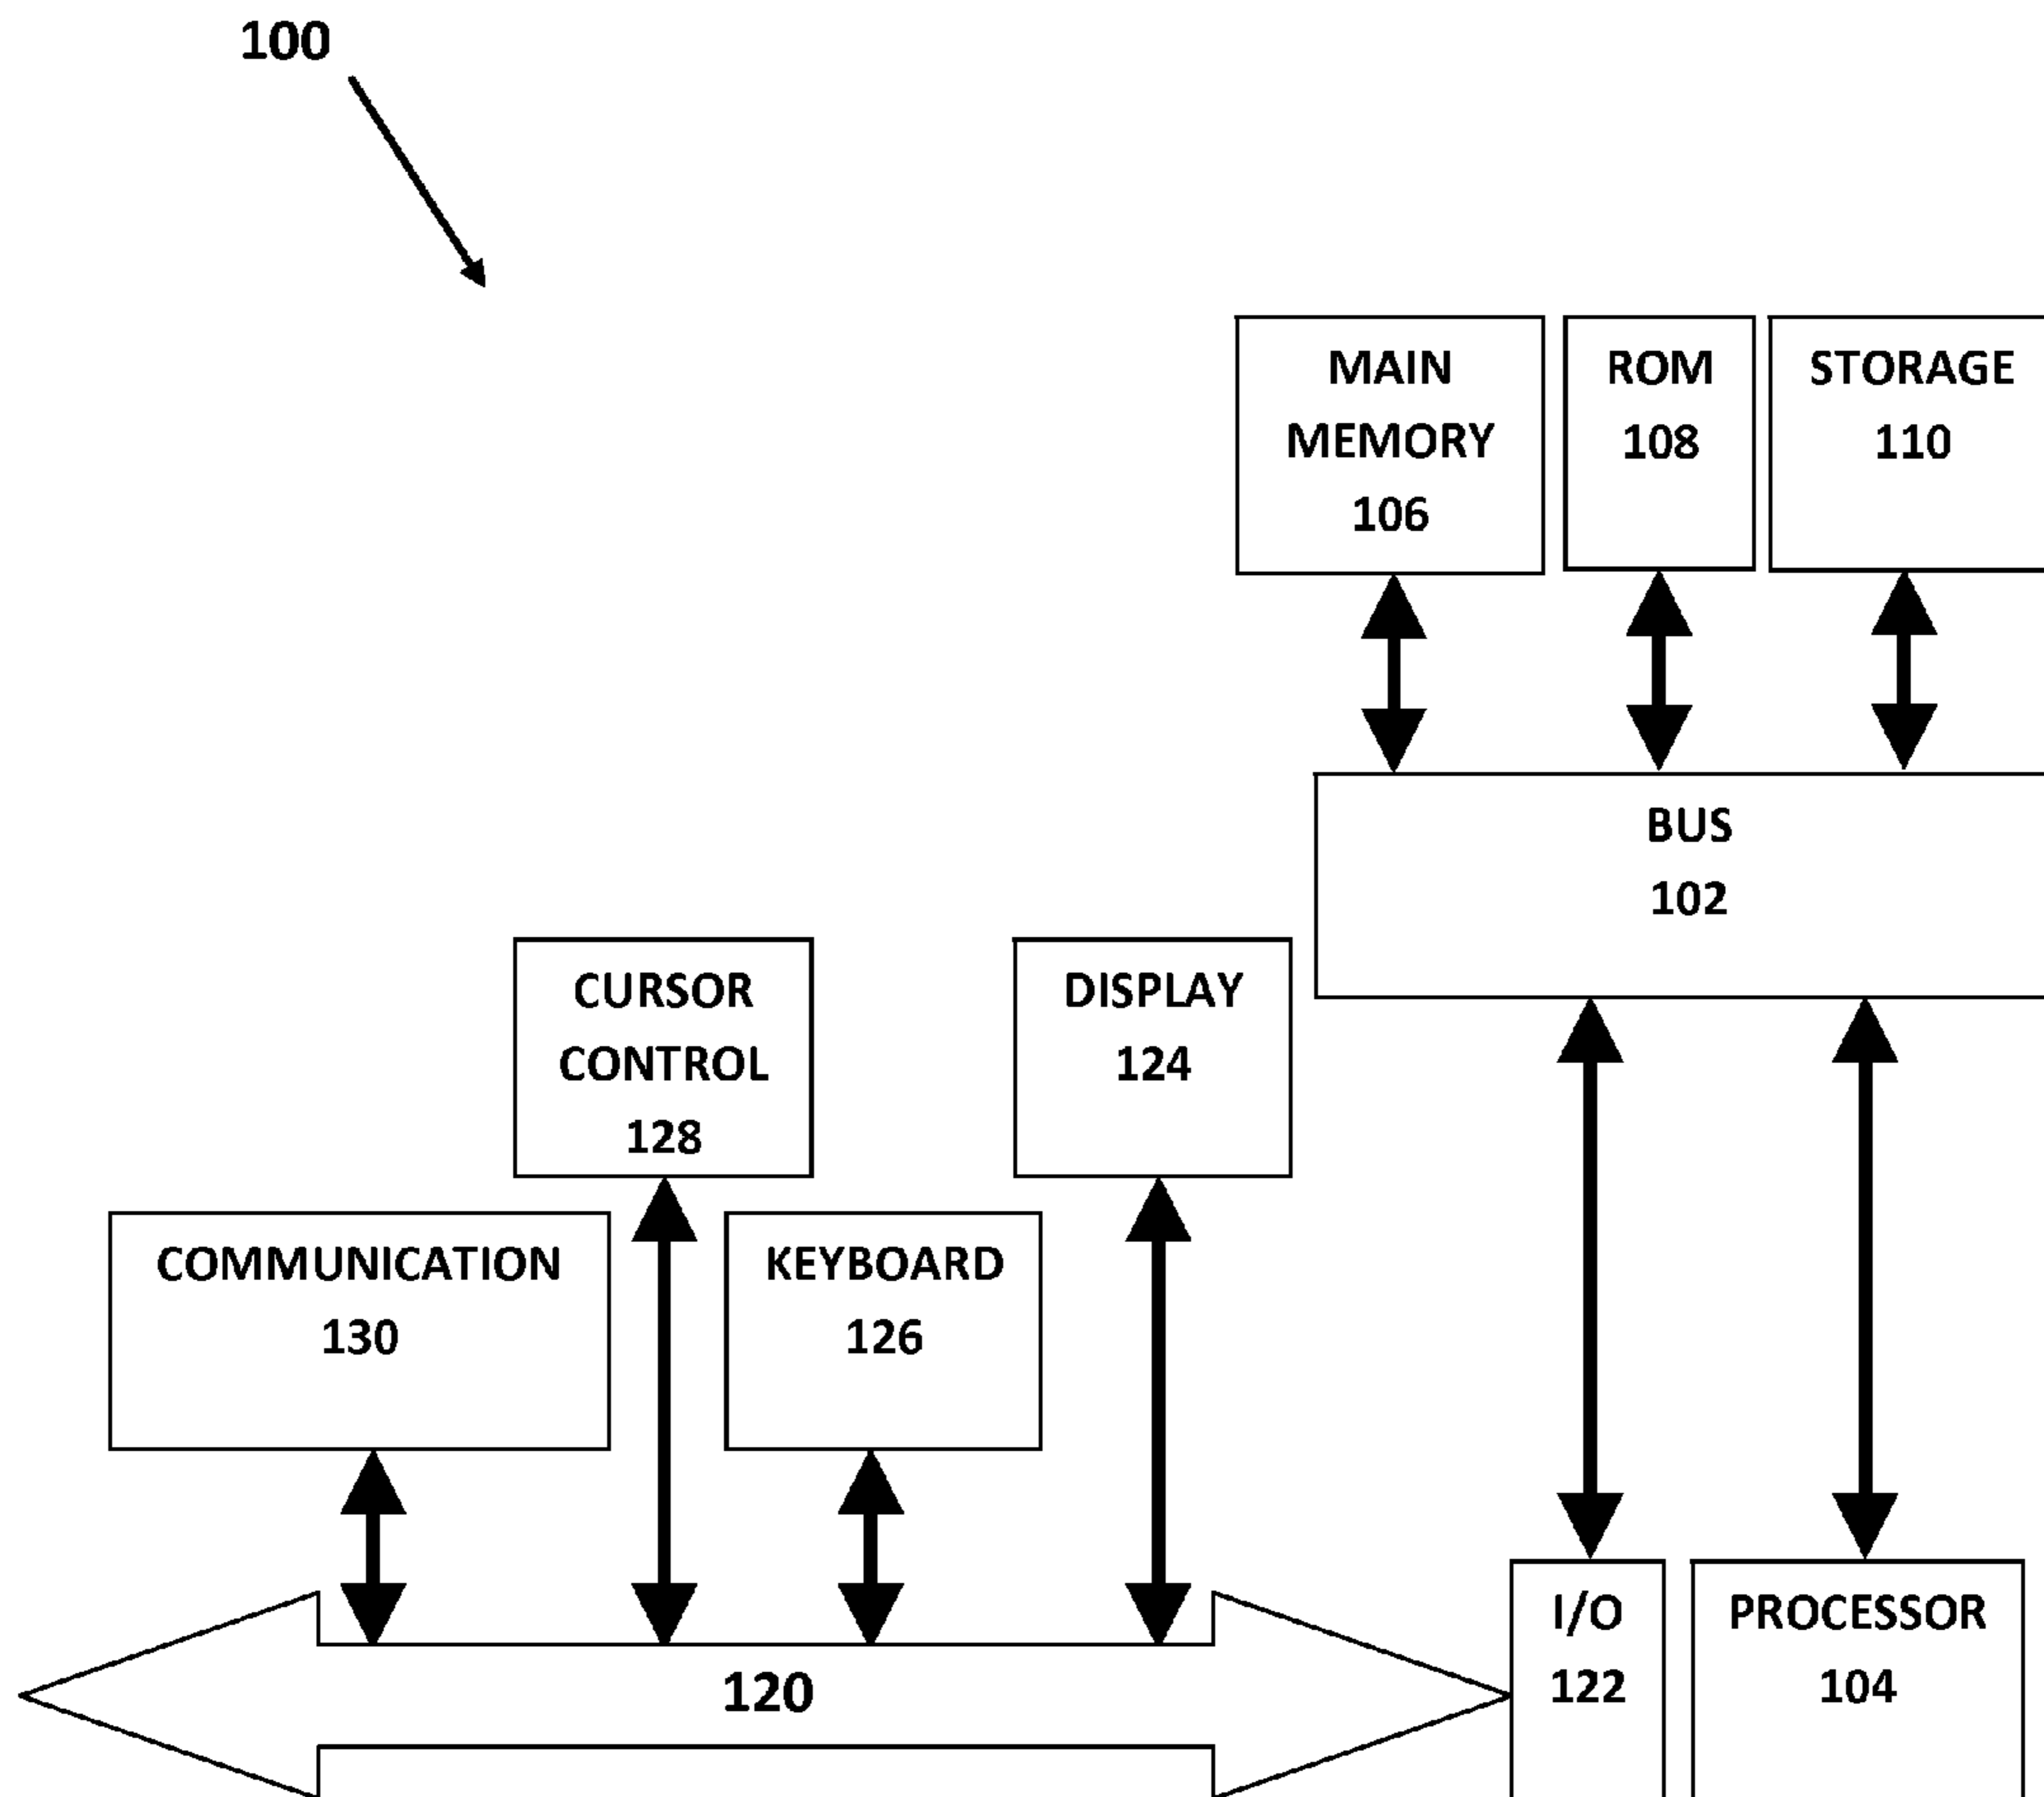 100
MAIN
MEMORY
106
ROM
108
STORAGE
110
BUS
102
CURSOR
CONTROL
128
DISPLAY
124
COMMUNICATION
130
KEYBOARD
126
120
I/O
122
PROCESSOR
104